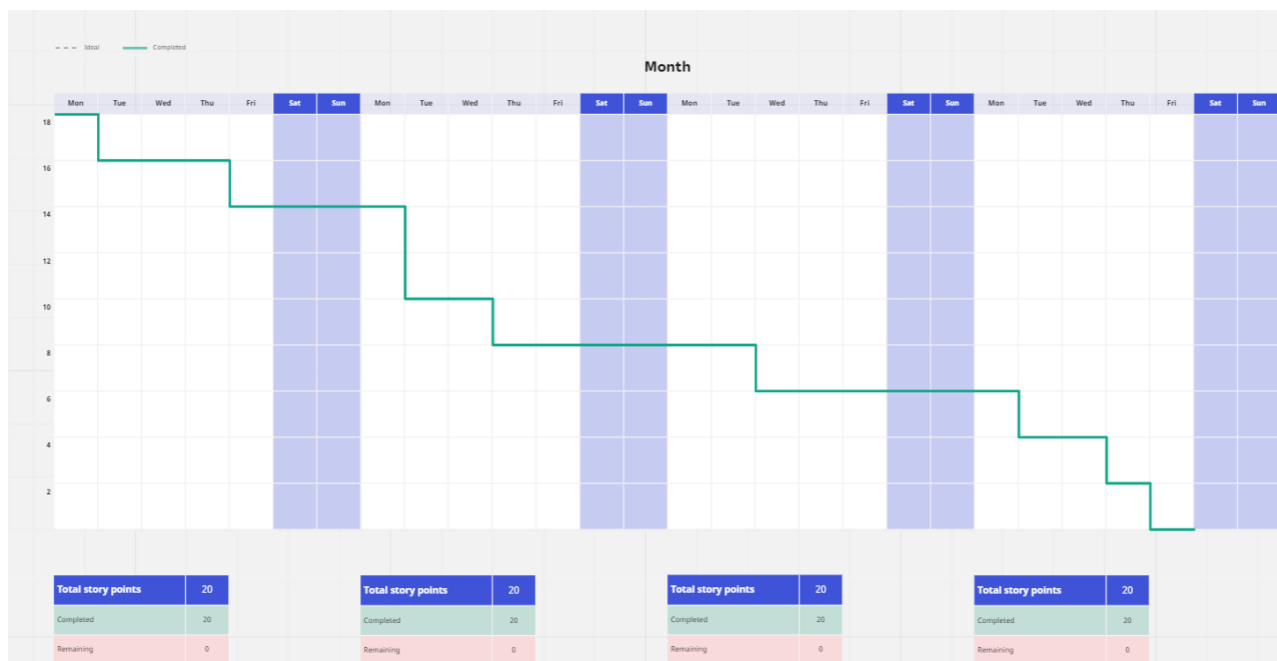 Ideal Completed
Month
Mon Tue Wed Thu Fri Sat Sun Mon Tue Wed Thu Fri Sat Sun Mon Tue Wed Thu Fri Sat Sun Mon Tue Wed Thu Fri Sat Sun
18
16
14
12
10
8
6
4
2
Total story points 20 Total story points 20 Total story points 20 Total story points 20
Completed 20 Completed 20 Completed 20 Completed 20
Remaining 0 Remaining 0 Remaining 0 Remaining 0